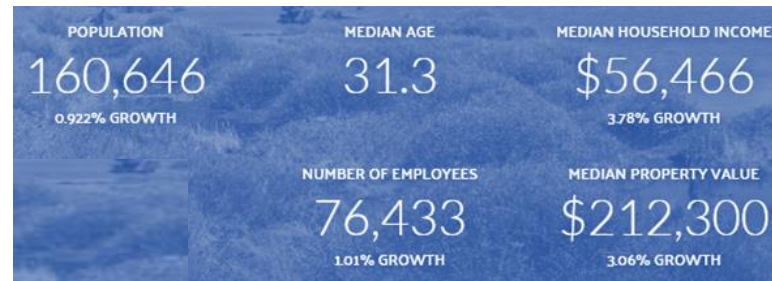 POPULATION
160,646
0.922% GROWTH
MEDIAN AGE
31.3
MEDIAN HOUSEHOLD INCOME
$56,466
3.78% GROWTH
NUMBER OF EMPLOYEES
76,433
1.01% GROWTH
MEDIAN PROPERTY VALUE
$212,300
3.06% GROWTH